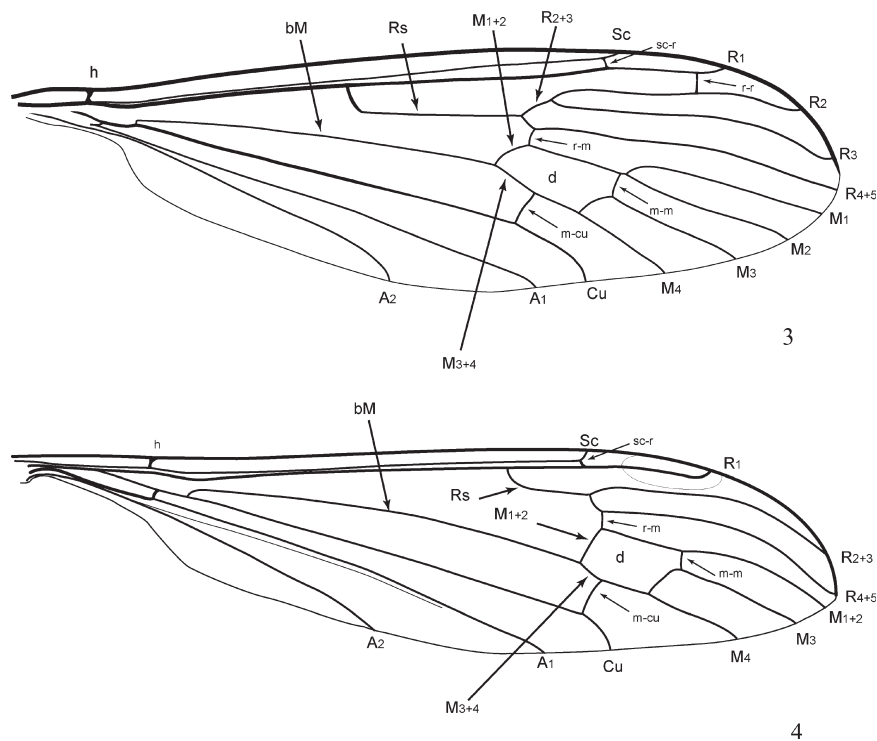 Sc
M1+2
R2+3
bM
Rs
sc-r
R1
h
r-r
R2
r-m
R3
d
R4+5
m-m
M1
m-cu
M2
M3
A2
A1
Cu
M4
3
M3+4
bM
h
Sc
sc-r
R1
Rs
M1+2
r-m
d
R2+3
m-m
R4+5
m-cu
M1+2
M3
A2
M4
A1
Cu
M3+4
4